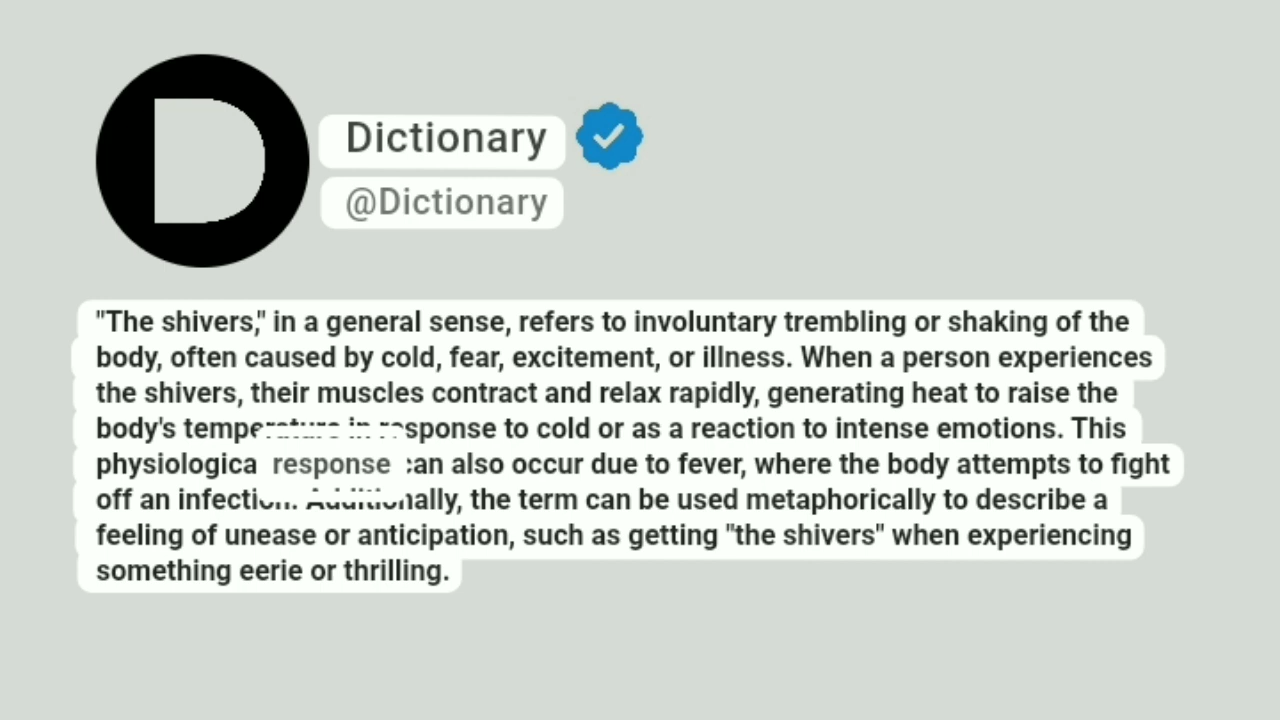 D
Dictionary
@Dictionary
"The shivers," in a general sense, refers to involuntary trembling or shaking of the
body, often caused by cold, fear, excitement, or illness. When a person experiences
the shivers, their muscles contract and relax rapidly, generating heat to raise the
body's temperature in response to cold or as a reaction to intense emotions. This
physiologica response can also occur due to fever, where the body attempts to fight
off an infection. Additionally, the term can be used metaphorically to describe a
feeling of unease or anticipation, such as getting "the shivers" when experiencing
something eerie or thrilling.